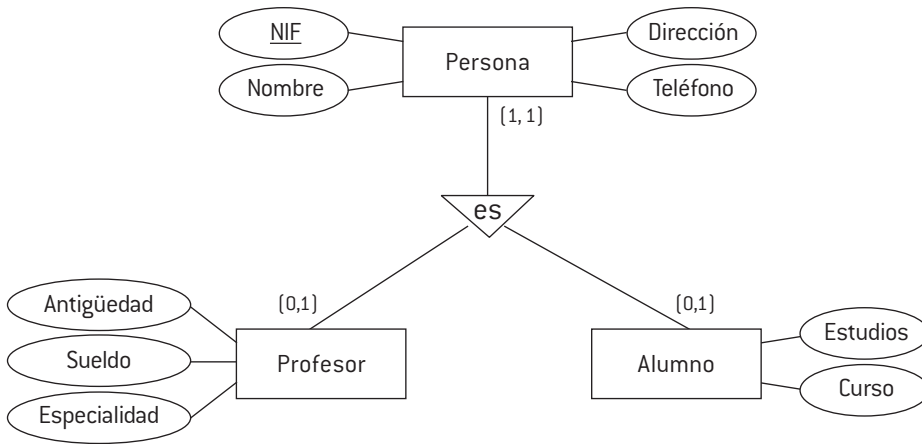 NIF
Dirección
Persona
Nombre
Teléfono
(1, 1)
es
Antigüedad
(0,1)
(0,1)
Estudios
Sueldo
Profesor
Alumno
Curso
Especialidad